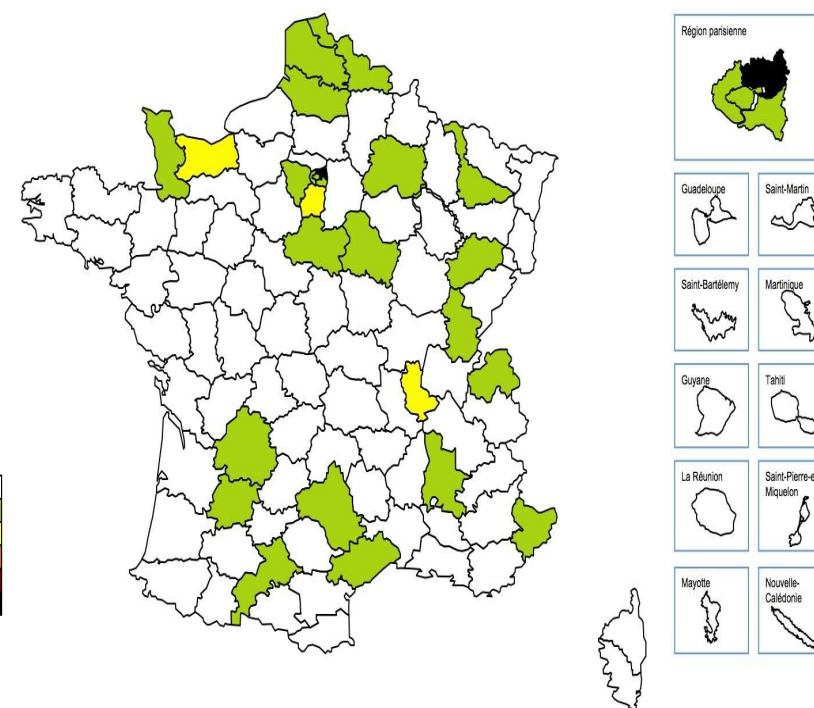 Région parisienne
Guadeloupe
Saint-Martin
Saint-Bartélemy
Martinique
Guyane
Tahiti
La Réunion
Saint-Pierre-e
Miquelon
Mayotte
Nouvelle-
Calédonie